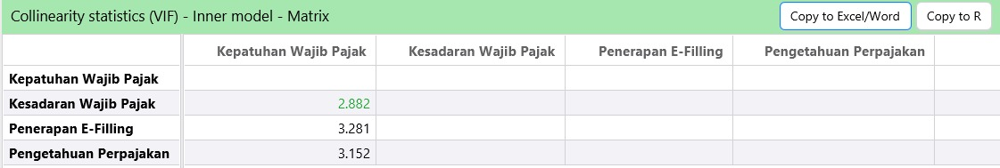 Collinearity statistics (VIF) - Inner model - Matrix Copy to Excel/Word Copy to R
Kepatuhan Wajib Pajak Kesadaran Wajib Pajak Penerapan E-Filling Pengetahuan Perpajakan
Kepatuhan Wajib Pajak
Kesadaran Wajib Pajak 2.882
Penerapan E-Filling 3.281
Pengetahuan Perpajakan 3.152